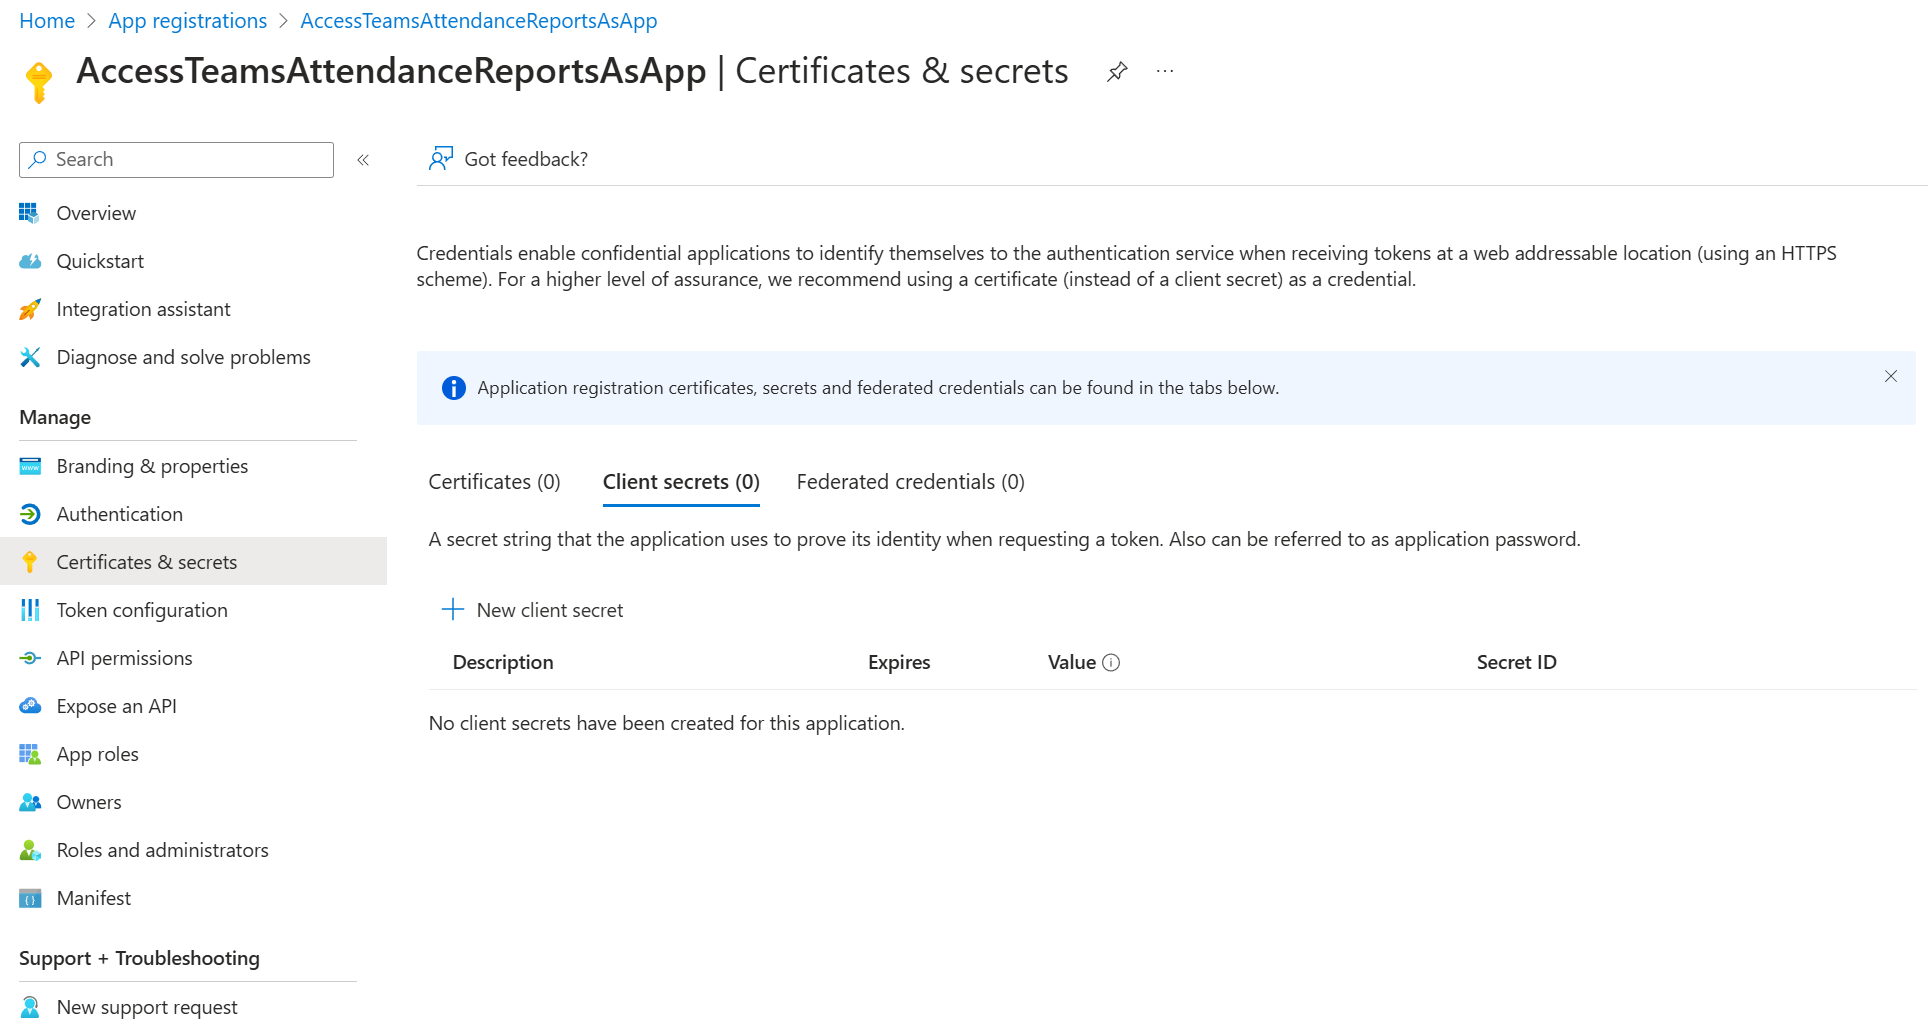 Home > App registrations > AccessTeamsAttendanceReportsAsApp
AccessTeamsAttendanceReportsAsApp | Certificates & secrets
Search
Got feedback?
Overview
Quickstart
Integration assistant
Diagnose and solve problems
Manage
Branding & properties
Authentication
Certificates & secrets
Token configuration
API permissions
Expose an API
App roles
Owners
Roles and administrators
Manifest
Support + Troubleshooting
New support request
Credentials enable confidential applications to identify themselves to the authentication service when receiving tokens at a web addressable location (using an HTTPS
scheme). For a higher level of assurance, we recommend using a certificate (instead of a client secret) as a credential.
Application registration certificates, secrets and federated credentials can be found in the tabs below.
Certificates (0) Client secrets (0) Federated credentials (0)
A secret string that the application uses to prove its identity when requesting a token. Also can be referred to as application password.
New client secret
Description Expires Value Secret ID
No client secrets have been created for this application.